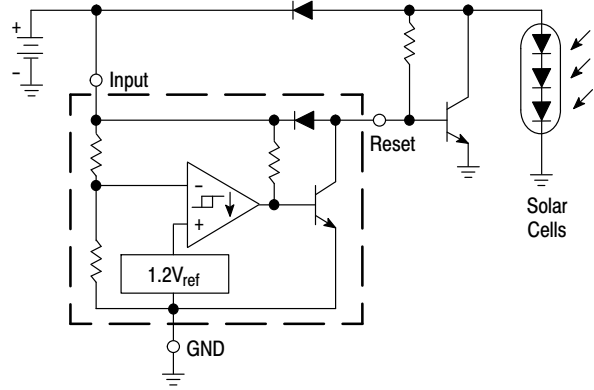 +
−
Input
Reset
−
+
1.2Vref
GND
Solar
Cells